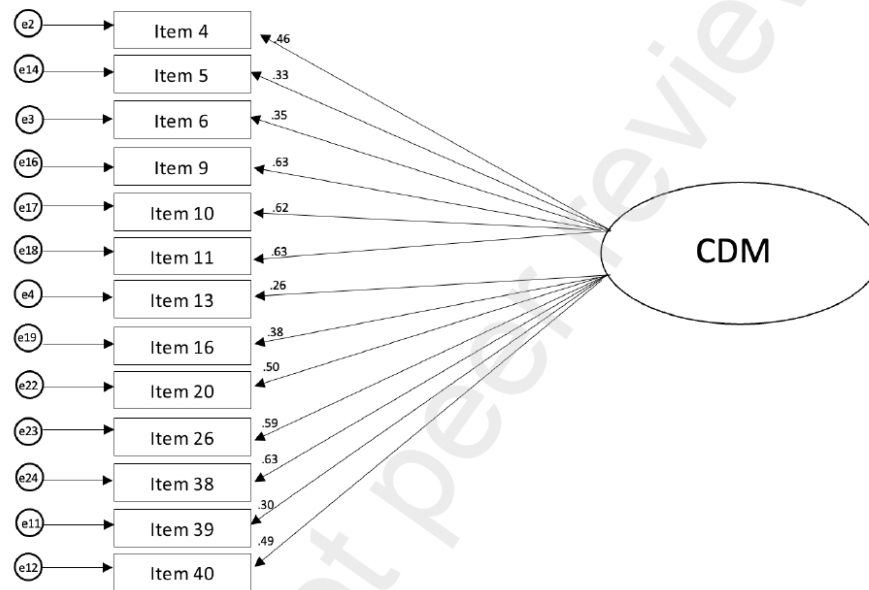 e2 Item 4 .46
e14 Item 5 .33
e3 Item 6 .35
e16 Item 9 .63
e17 Item 10 .62
e18 Item 11 .63
e4 Item 13 .26
e19 Item 16 .38
e22 Item 20 .50
e23 Item 26 .59
e24 Item 38 .63
e11 Item 39 .30
e12 Item 40 .49
CDM
t peer review